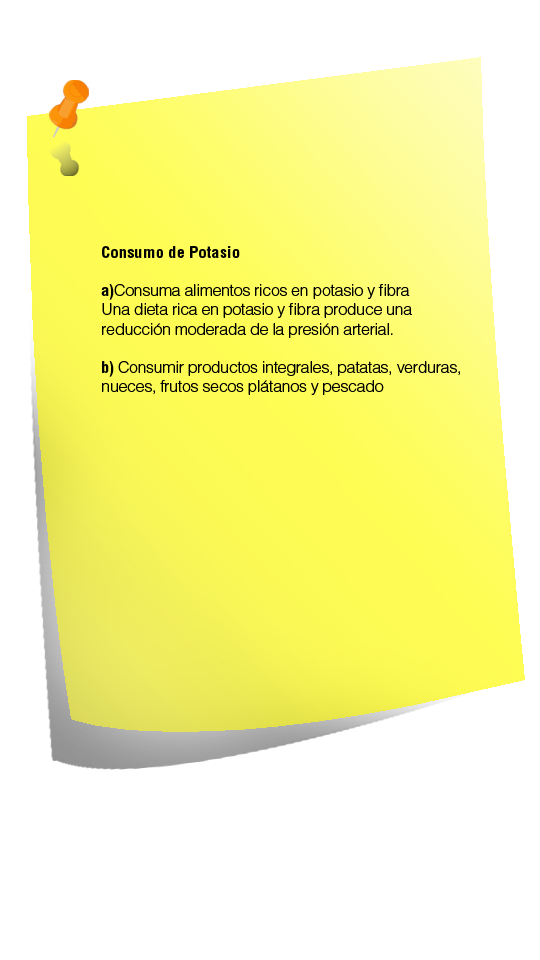 Consumo de Potasio
a)Consuma alimentos ricos en potasio y fibra
Una dieta rica en potasio y fibra produce una
reducción moderada de la presión arterial.
b) Consumir productos integrales, patatas, verduras,
nueces, frutos secos plátanos y pescado